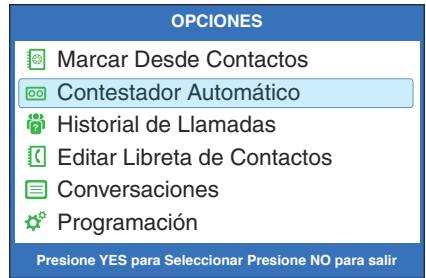 OPCIONES
Marcar Desde Contactos
Contestador Automático
Historial de Llamadas
Editar Libreta de Contactos
Conversaciones
Programación
Presione YES para Seleccionar Presione NO para salir